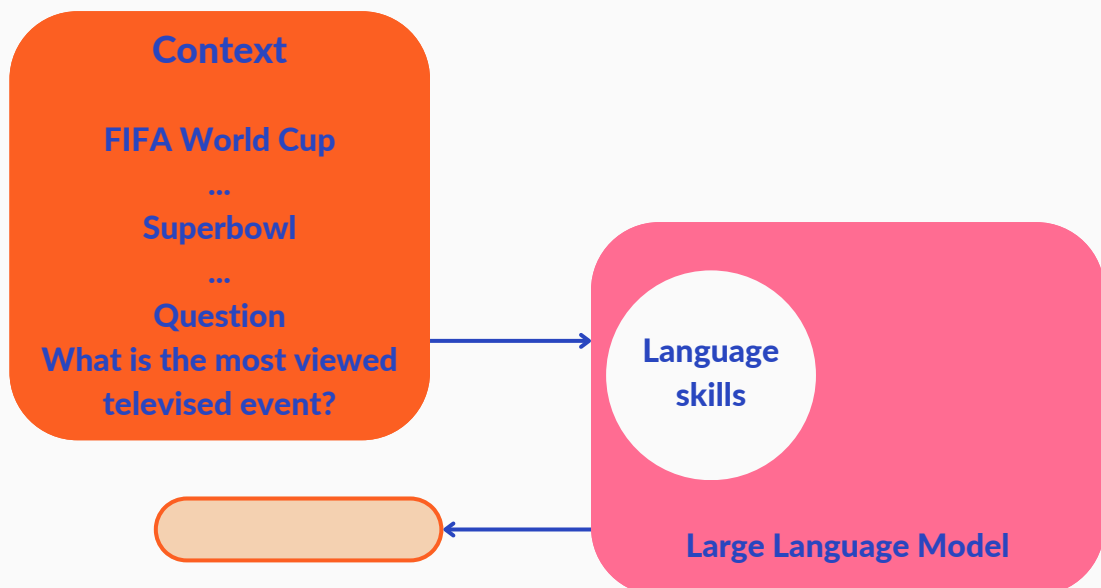 Context
FIFA World Cup
...
Superbowl
...
Question
What is the most viewed
televised event?
Language
skills
Large Language Model